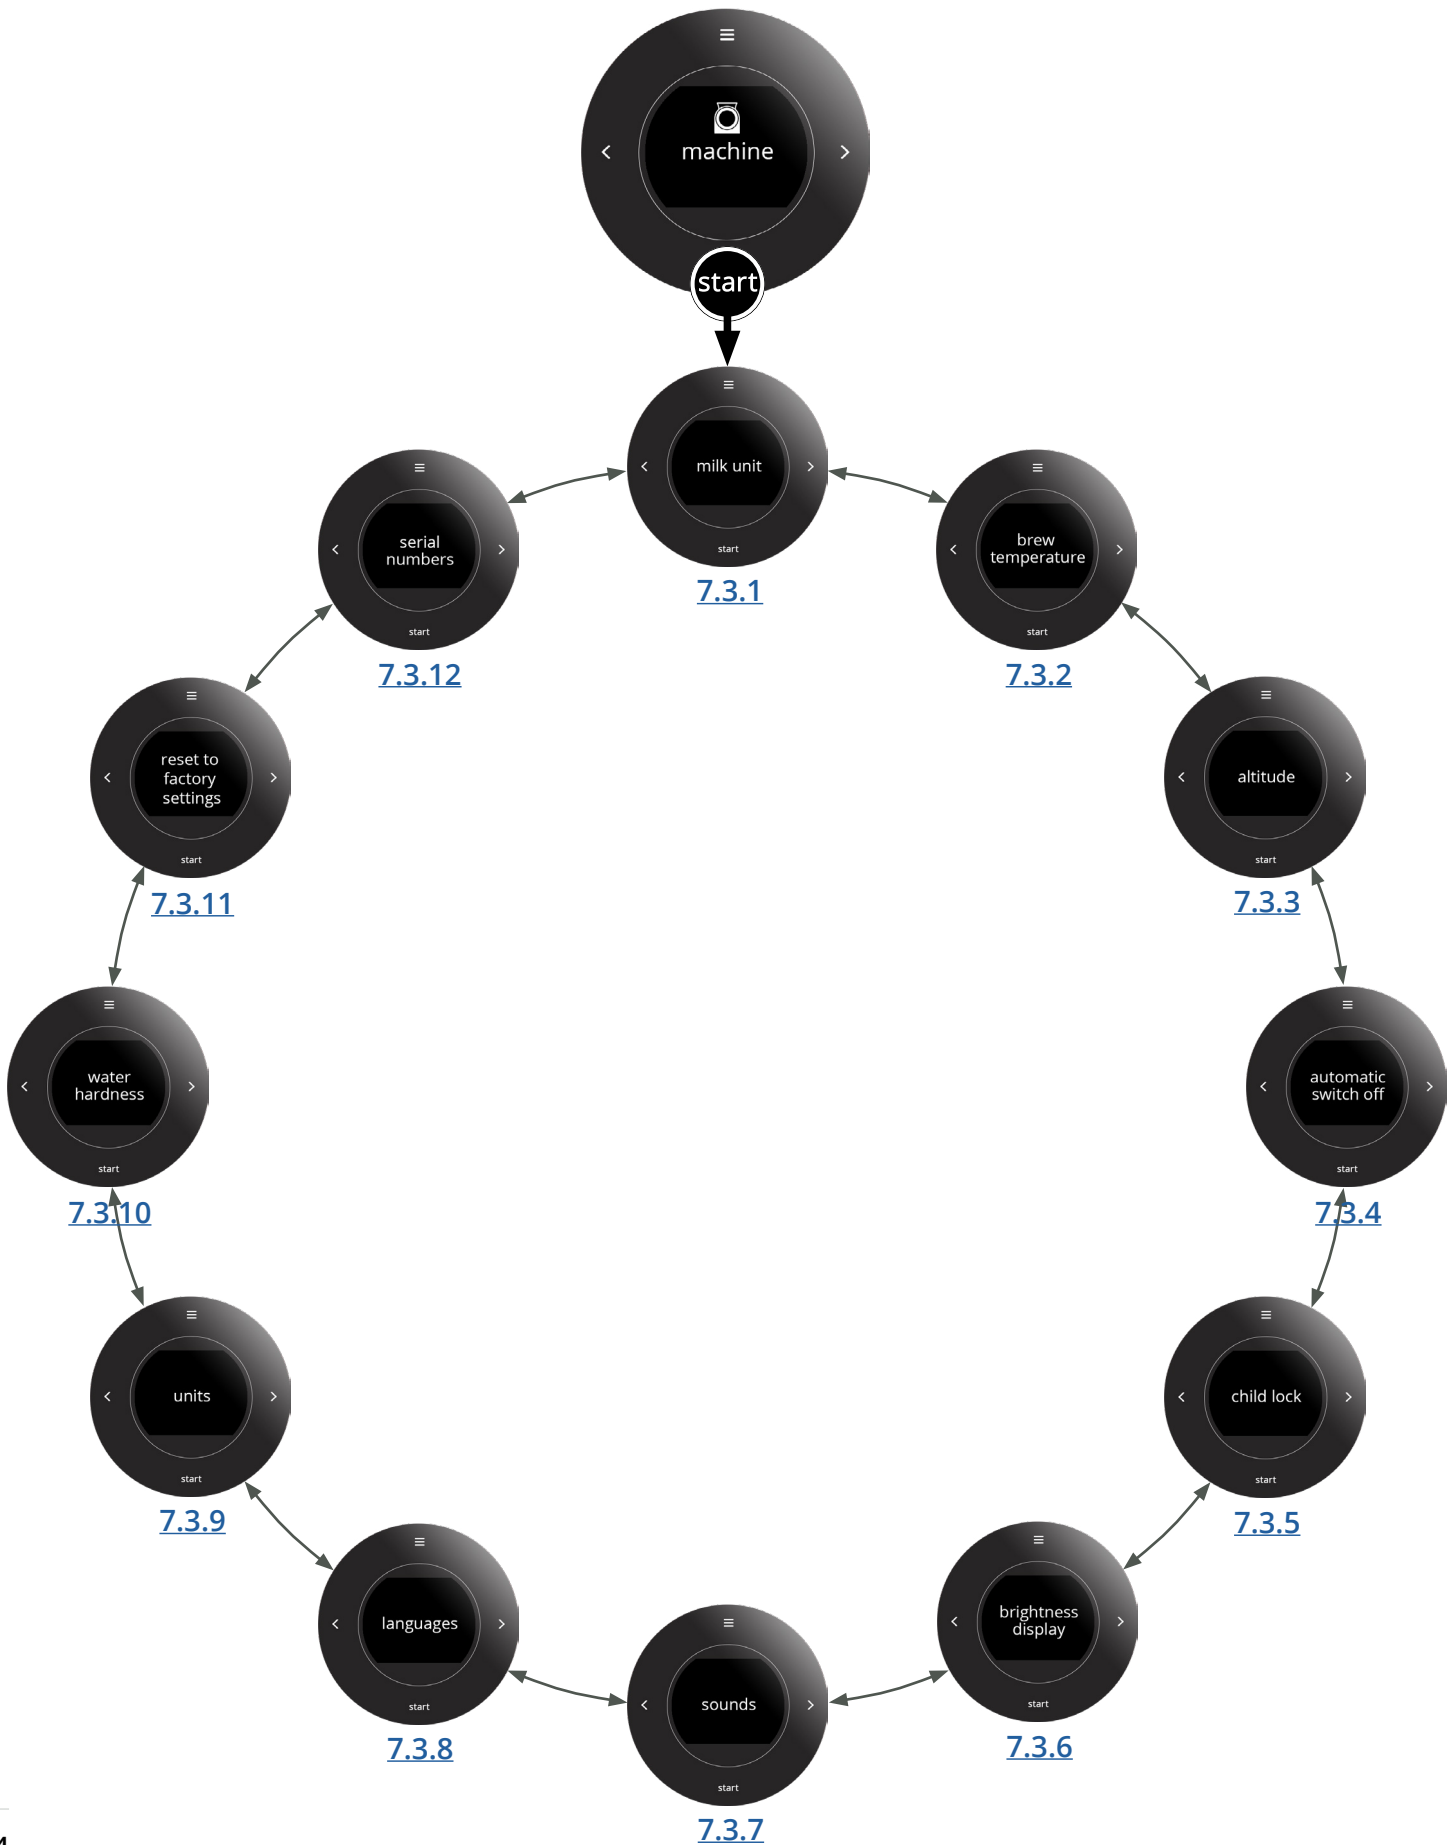 machine
start
milk unit
start
7.3.1
brew
temperature
start
7.3.2
altitude
start
7.3.3
automatic
switch off
start
7.3.4
child lock
start
7.3.5
brightness
display
start
7.3.6
sounds
start
7.3.7
languages
start
7.3.8
units
start
7.3.9
water
hardness
start
7.3.10
reset to
factory
settings
start
7.3.11
serial
numbers
start
7.3.12